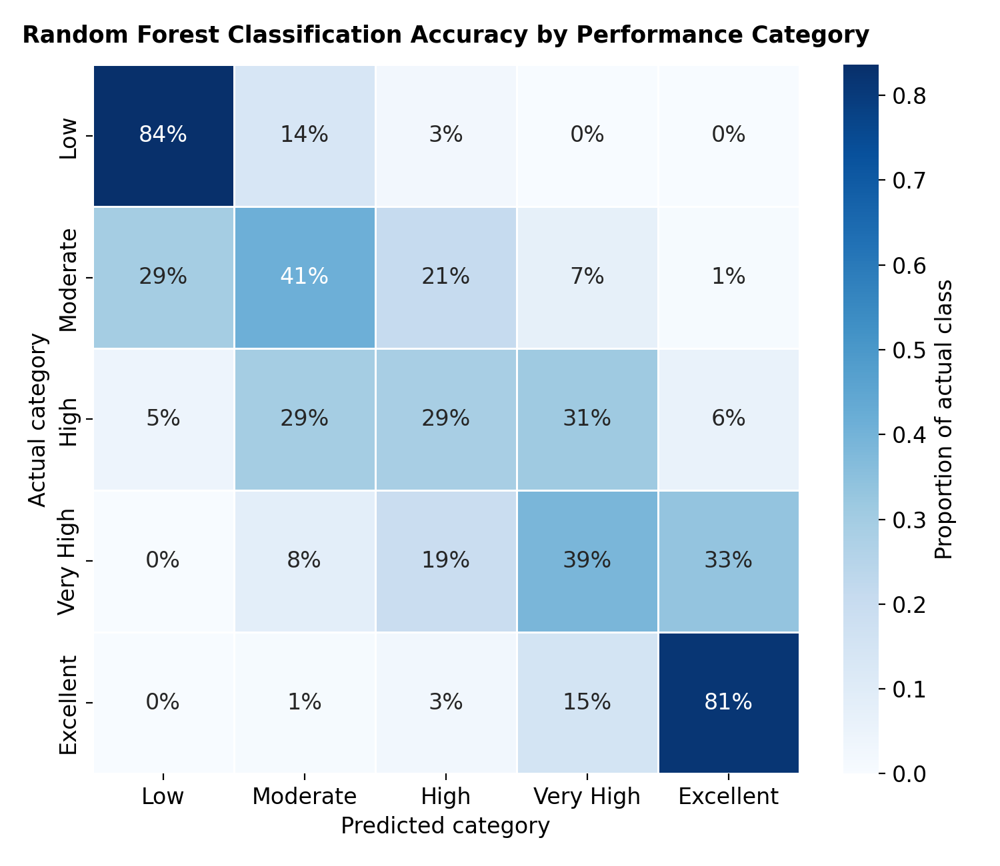 Random Forest Classification Accuracy by Performance Category
Actual category
Low
84% 14% 3% 0% 0%
Moderate
29% 41% 21% 7% 1%
High
5% 29% 29% 31% 6%
Very High
0% 8% 19% 39% 33%
Excellent
0% 1% 3% 15% 81%
Low Moderate High Very High Excellent
Predicted category
0.8
0.7
0.6
0.5
0.4
0.3
0.2
0.1
0.0
Proportion of actual class